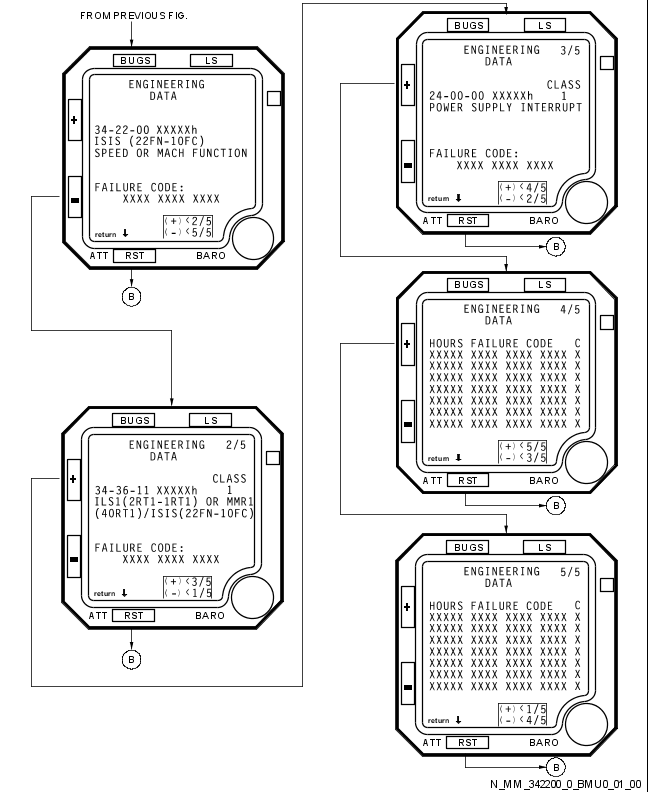 FROM PREVIOUS FIG.
BUGS LS
ENGINEERING
DATA
34-22-00 XXXXXh
ISIS (22FN-10FC)
SPEED OR MACH FUNCTION
FAILURE CODE:
XXXX XXXX XXXX
(+) <2/5
return (-) <5/5
ATT RST BARO
B
BUGS LS
ENGINEERING 2/5
DATA
CLASS
34-36-11 XXXXXh 1
ILS1(2RT1-1RT1) OR MMR1
(40RT1)/ISIS(22FN-10FC)
FAILURE CODE:
XXXX XXXX XXXX
(+) <3/5
return (-) <1/5
ATT RST BARO
B
BUGS LS
ENGINEERING 3/5
DATA
CLASS
24-00-00 XXXXXh 1
POWER SUPPLY INTERRUPT
FAILURE CODE:
XXXX XXXX XXXX
(+) <4/5
return (-) <2/5
ATT RST BARO
B
BUGS LS
ENGINEERING 4/5
DATA
HOURS FAILURE CODE C
XXXXX XXXX XXXX XXXX X
XXXXX XXXX XXXX XXXX X
XXXXX XXXX XXXX XXXX X
XXXXX XXXX XXXX XXXX X
XXXXX XXXX XXXX XXXX X
XXXXX XXXX XXXX XXXX X
XXXXX XXXX XXXX XXXX X
(+) <5/5
return (-) <3/5
ATT RST BARO
B
BUGS LS
ENGINEERING 5/5
DATA
HOURS FAILURE CODE C
XXXXX XXXX XXXX XXXX X
XXXXX XXXX XXXX XXXX X
XXXXX XXXX XXXX XXXX X
XXXXX XXXX XXXX XXXX X
XXXXX XXXX XXXX XXXX X
XXXXX XXXX XXXX XXXX X
XXXXX XXXX XXXX XXXX X
(+) <1/5
return (-) <4/5
ATT RST BARO
B
N_MM_342200_0_BMU0_01_00